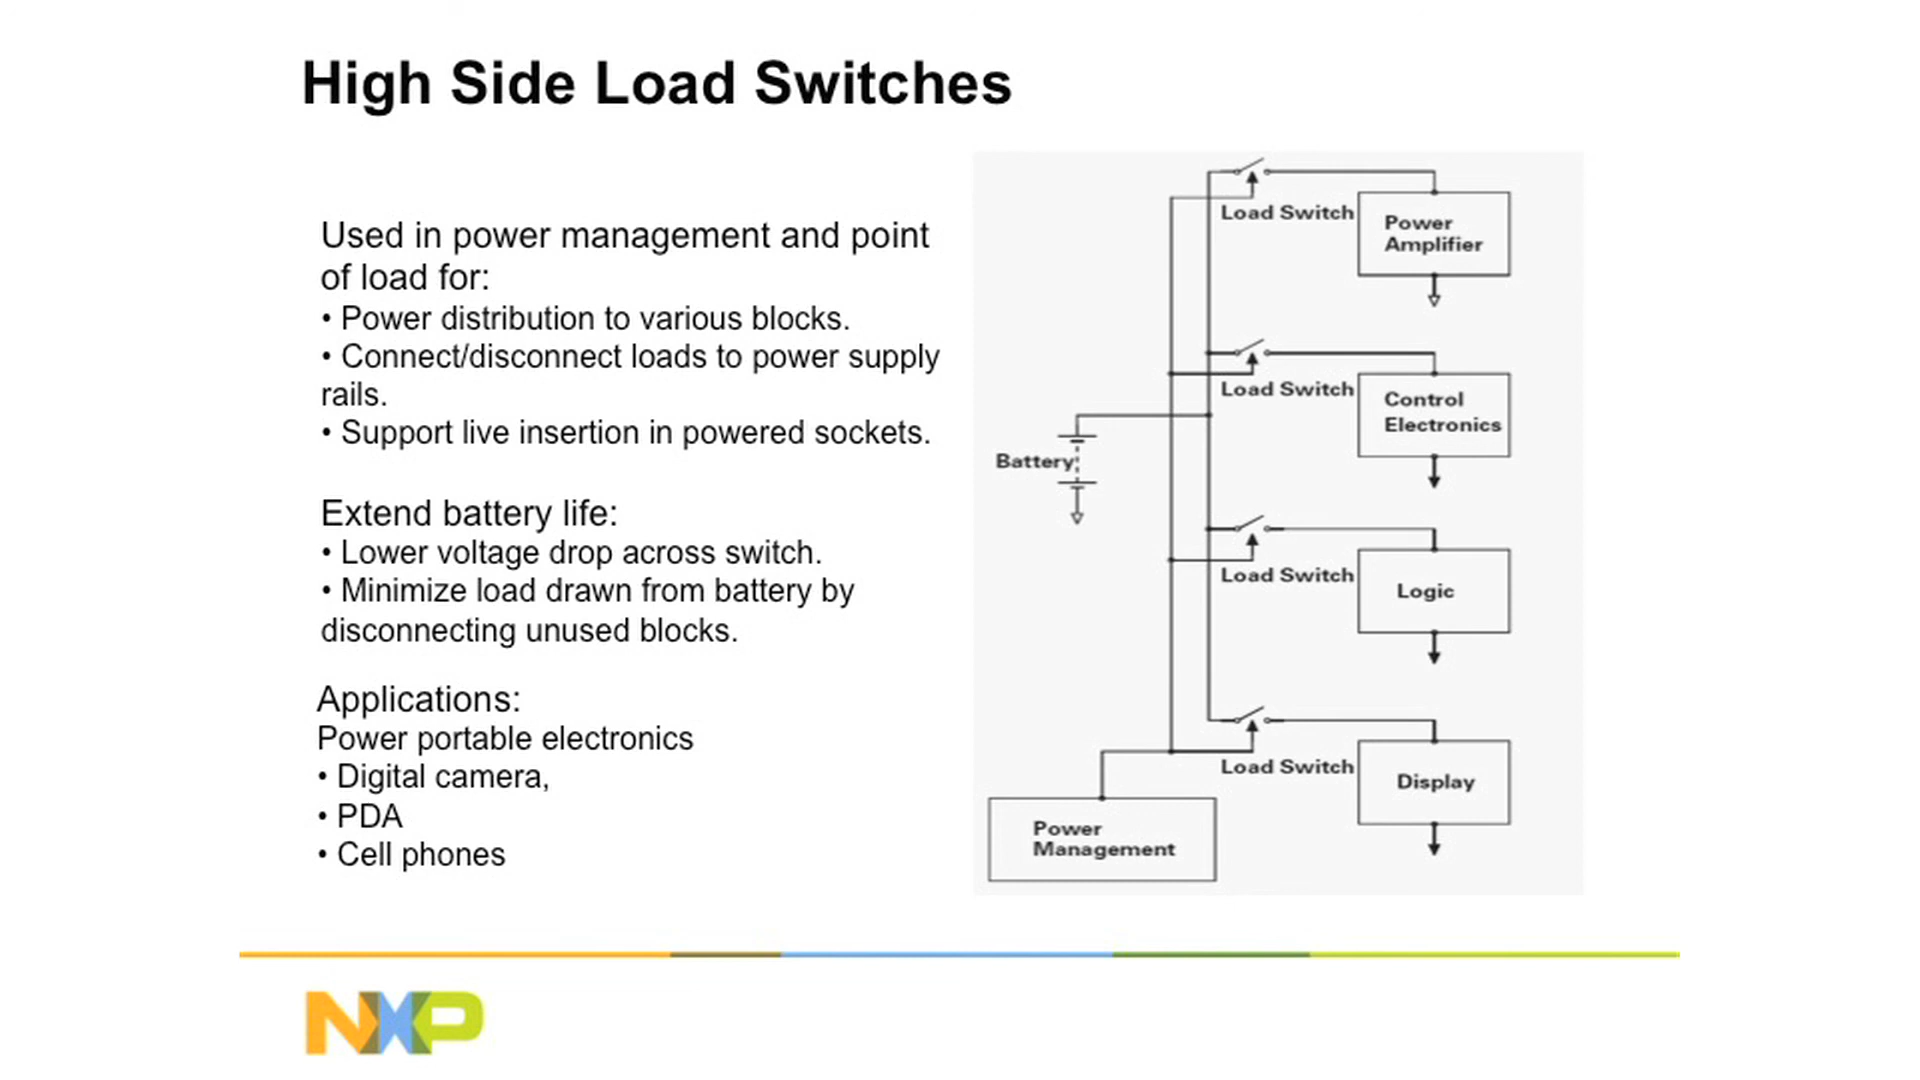 High Side Load Switches
Used in power management and point
of load for:
• Power distribution to various blocks.
• Connect/disconnect loads to power supply
rails.
• Support live insertion in powered sockets.
Extend battery life:
• Lower voltage drop across switch.
• Minimize load drawn from battery by
disconnecting unused blocks.
Applications:
Power portable electronics
• Digital camera,
• PDA
• Cell phones
Load Switch
Power
Amplifier
Load Switch
Control
Electronics
Battery
Load Switch
Logic
Load Switch
Display
Power
Management
NXP